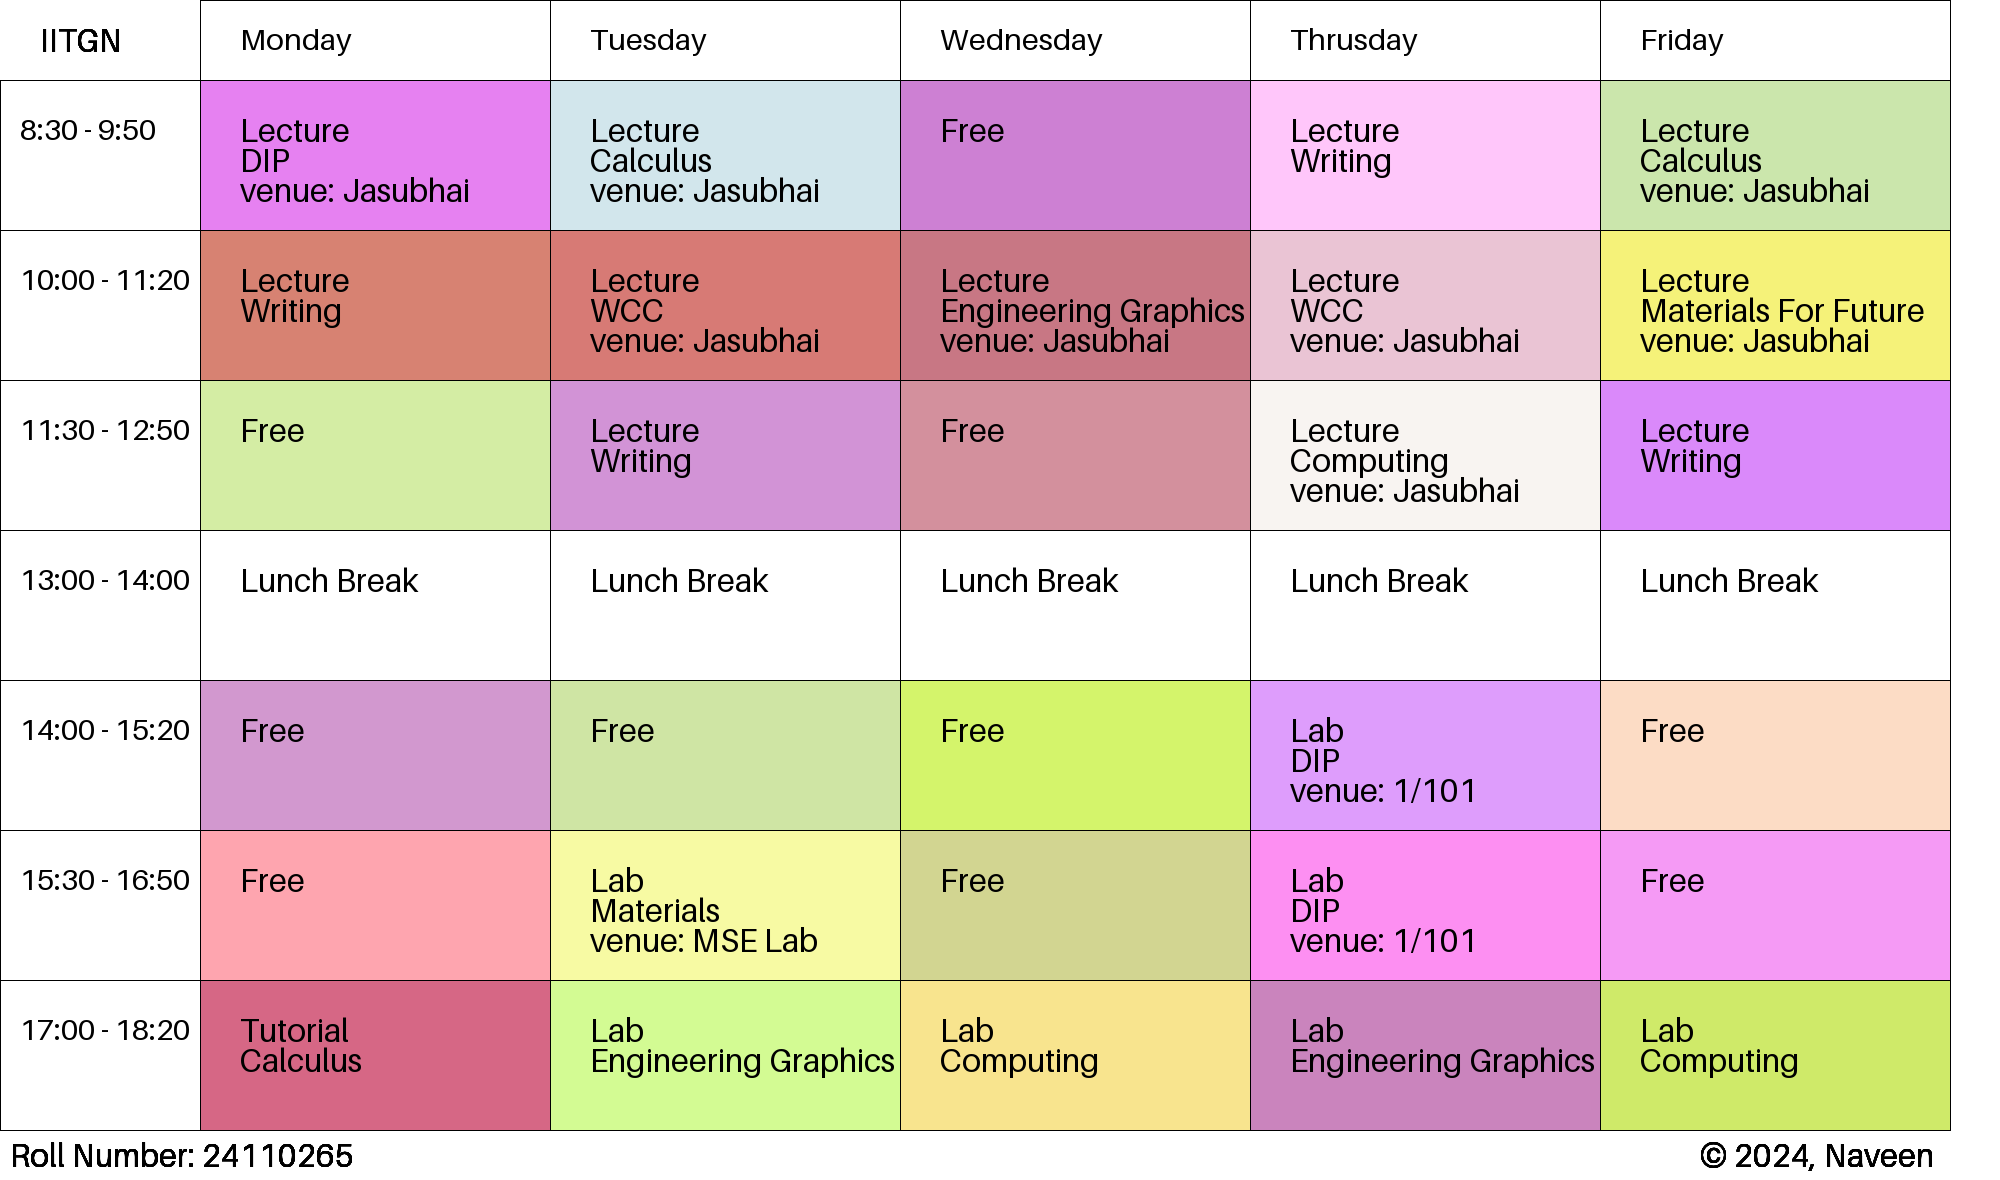 IITGN
Monday
Tuesday
Wednesday
Thrusday
Friday
8:30 - 9:50
Lecture
DIP
venue: Jasubhai
Lecture
Calculus
venue: Jasubhai
Free
Lecture
Writing
Lecture
Calculus
venue: Jasubhai
10:00 - 11:20
Lecture
Writing
Lecture
WCC
venue: Jasubhai
Lecture
Engineering Graphics
venue: Jasubhai
Lecture
WCC
venue: Jasubhai
Lecture
Materials For Future
venue: Jasubhai
11:30 - 12:50
Free
Lecture
Writing
Free
Lecture
Computing
venue: Jasubhai
Lecture
Writing
13:00 - 14:00
Lunch Break
Lunch Break
Lunch Break
Lunch Break
Lunch Break
14:00 - 15:20
Free
Free
Free
Lab
DIP
venue: 1/101
Free
15:30 - 16:50
Free
Lab
Materials
venue: MSE Lab
Free
Lab
DIP
venue: 1/101
Free
17:00 - 18:20
Tutorial
Calculus
Lab
Engineering Graphics
Lab
Computing
Lab
Engineering Graphics
Lab
Computing
Roll Number: 24110265
© 2024, Naveen